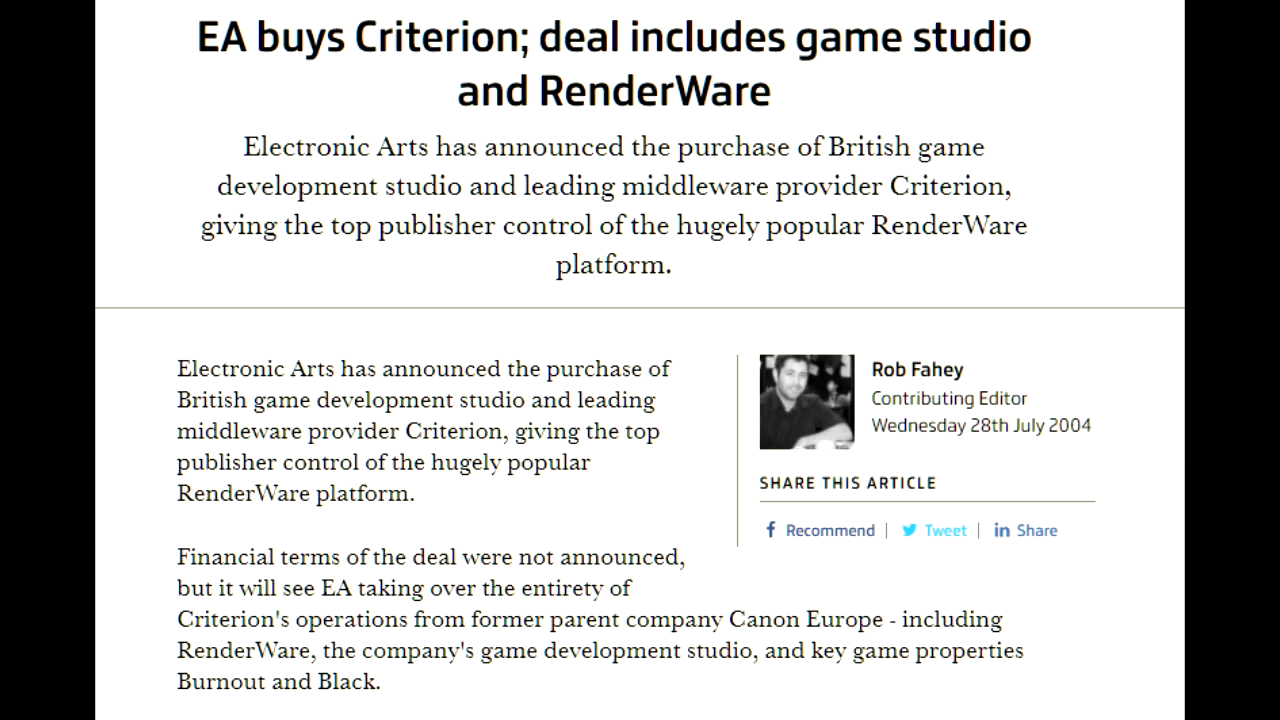 EA buys Criterion; deal includes game studio
and RenderWare
Electronic Arts has announced the purchase of British game
development studio and leading middleware provider Criterion,
giving the top publisher control of the hugely popular RenderWare
platform.
Electronic Arts has announced the purchase of
British game development studio and leading
middleware provider Criterion, giving the top
publisher control of the hugely popular
RenderWare platform.
Financial terms of the deal were not announced,
but it will see EA taking over the entirety of
Criterion's operations from former parent company Canon Europe - including
RenderWare, the company's game development studio, and key game properties
Burnout and Black.
Rob Fahey
Contributing Editor
Wednesday 28th July 2004
SHARE THIS ARTICLE
Recommend | Tweet | in Share